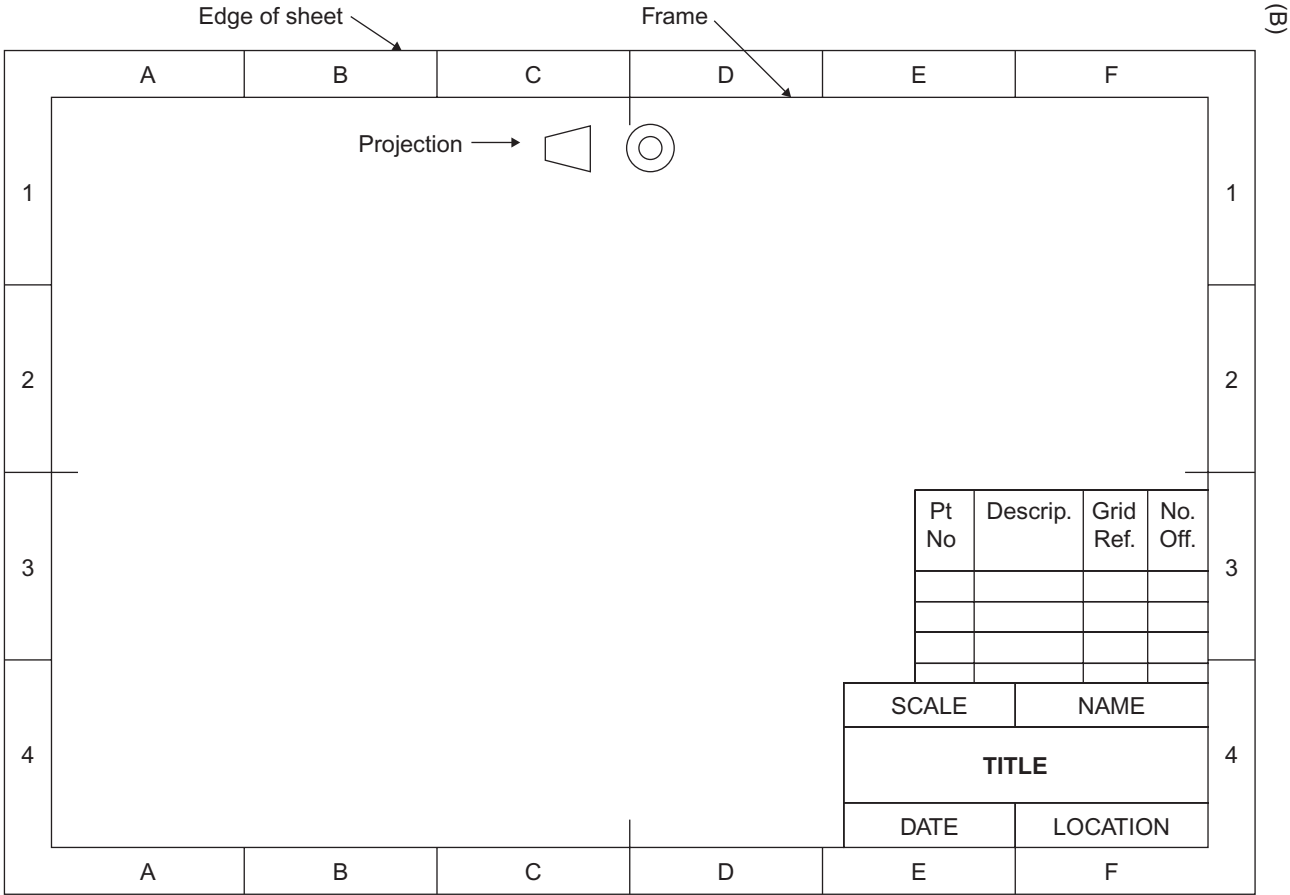 Edge of sheet
Frame
(B)
A B C D E F
Projection
1 1
2 2
Pt No Descrip. Grid Ref. No. Off.
3 3
SCALE NAME
4 TITLE 4
DATE LOCATION
A B C D E F